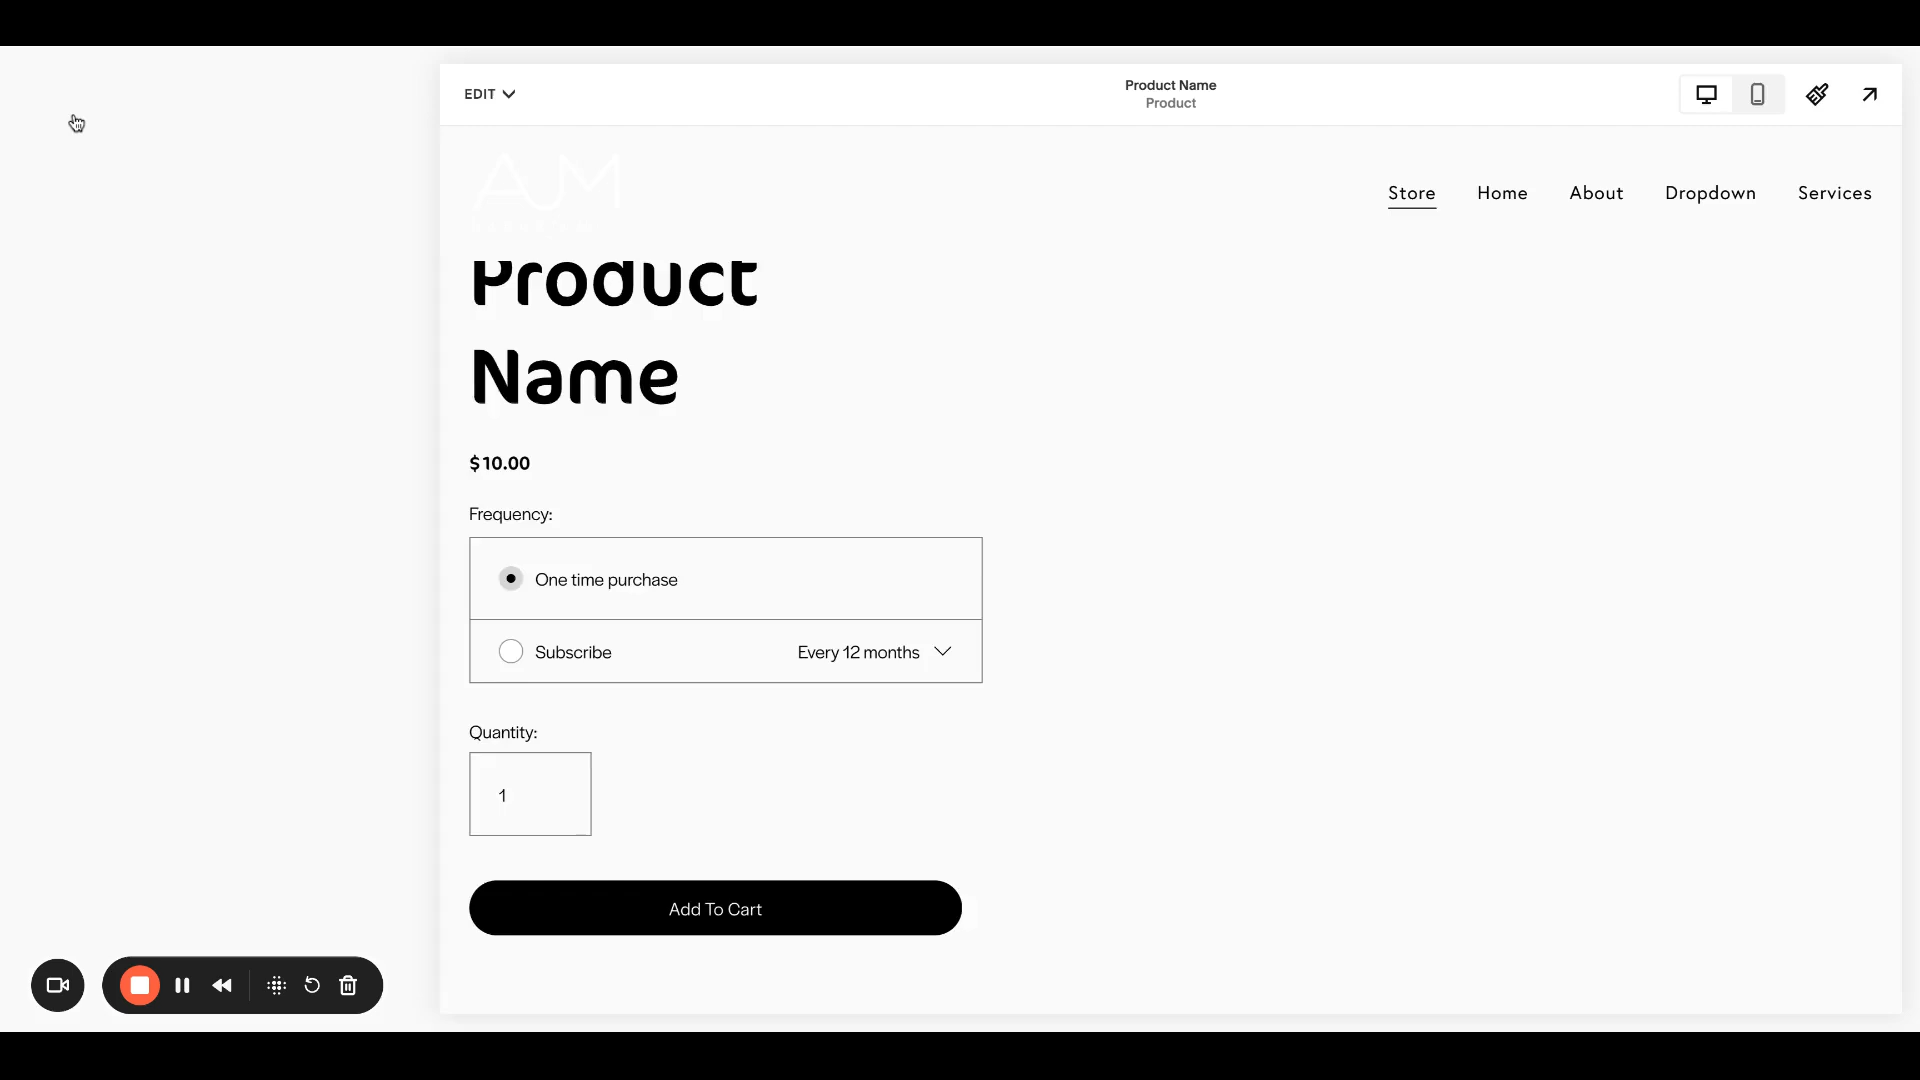 EDIT
Product Name
Product
AJM
Store Home About Dropdown Services
Product
Name
$10.00
Frequency:
One time purchase
Subscribe Every 12 months
Quantity:
1
Add To Cart